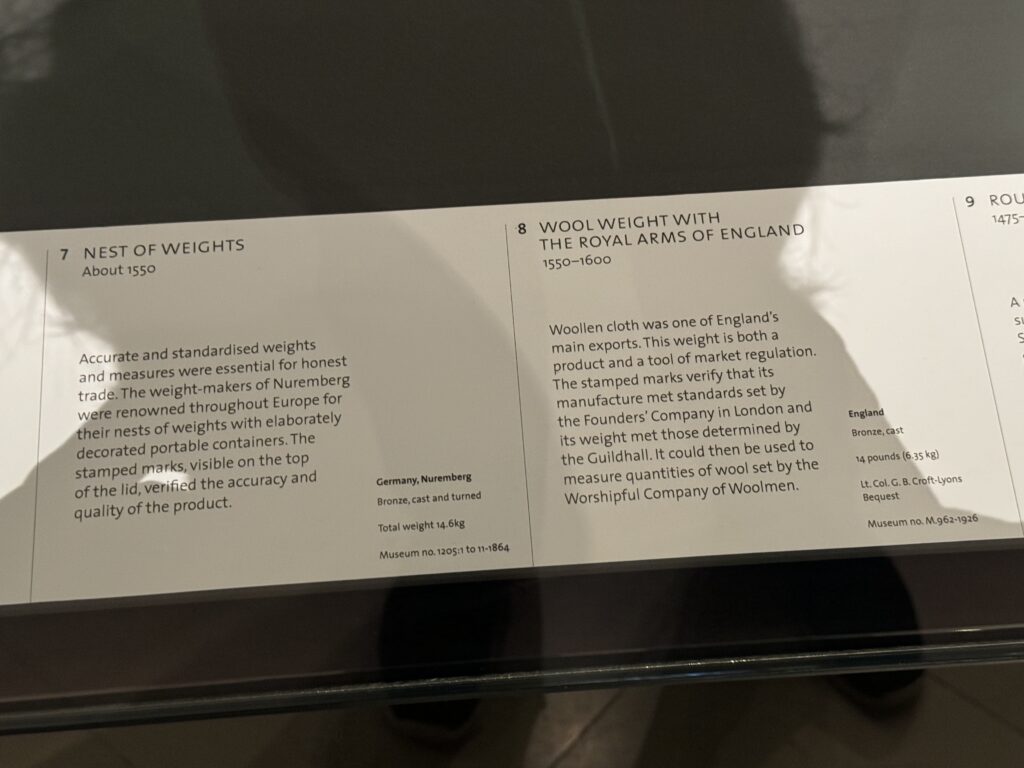 7 NEST OF WEIGHTS
About 1550
Accurate and standardised weights
and measures were essential for honest
trade. The weight-makers of Nuremberg
were renowned throughout Europe for
their nests of weights with elaborately
decorated portable containers. The
stamped marks, visible on the top
of the lid, verified the accuracy and
quality of the product.
Germany, Nuremberg
Bronze, cast and turned
Total weight 14.6kg
Museum no. 1205:1 to 11-1864
8 WOOL WEIGHT WITH
THE ROYAL ARMS OF ENGLAND
1550–1600
Woollen cloth was one of England's
main exports. This weight is both a
product and a tool of market regulation.
The stamped marks verify that its
manufacture met standards set by
the Founders' Company in London and
its weight met those determined by
the Guildhall. It could then be used to
measure quantities of wool set by the
Worshipful Company of Woolmen.
England
Bronze, cast
14 pounds (6.35 kg)
Lt. Col. G. B. Croft-Lyons
Bequest
Museum no. M.962-1926
9 ROU
1475–
A